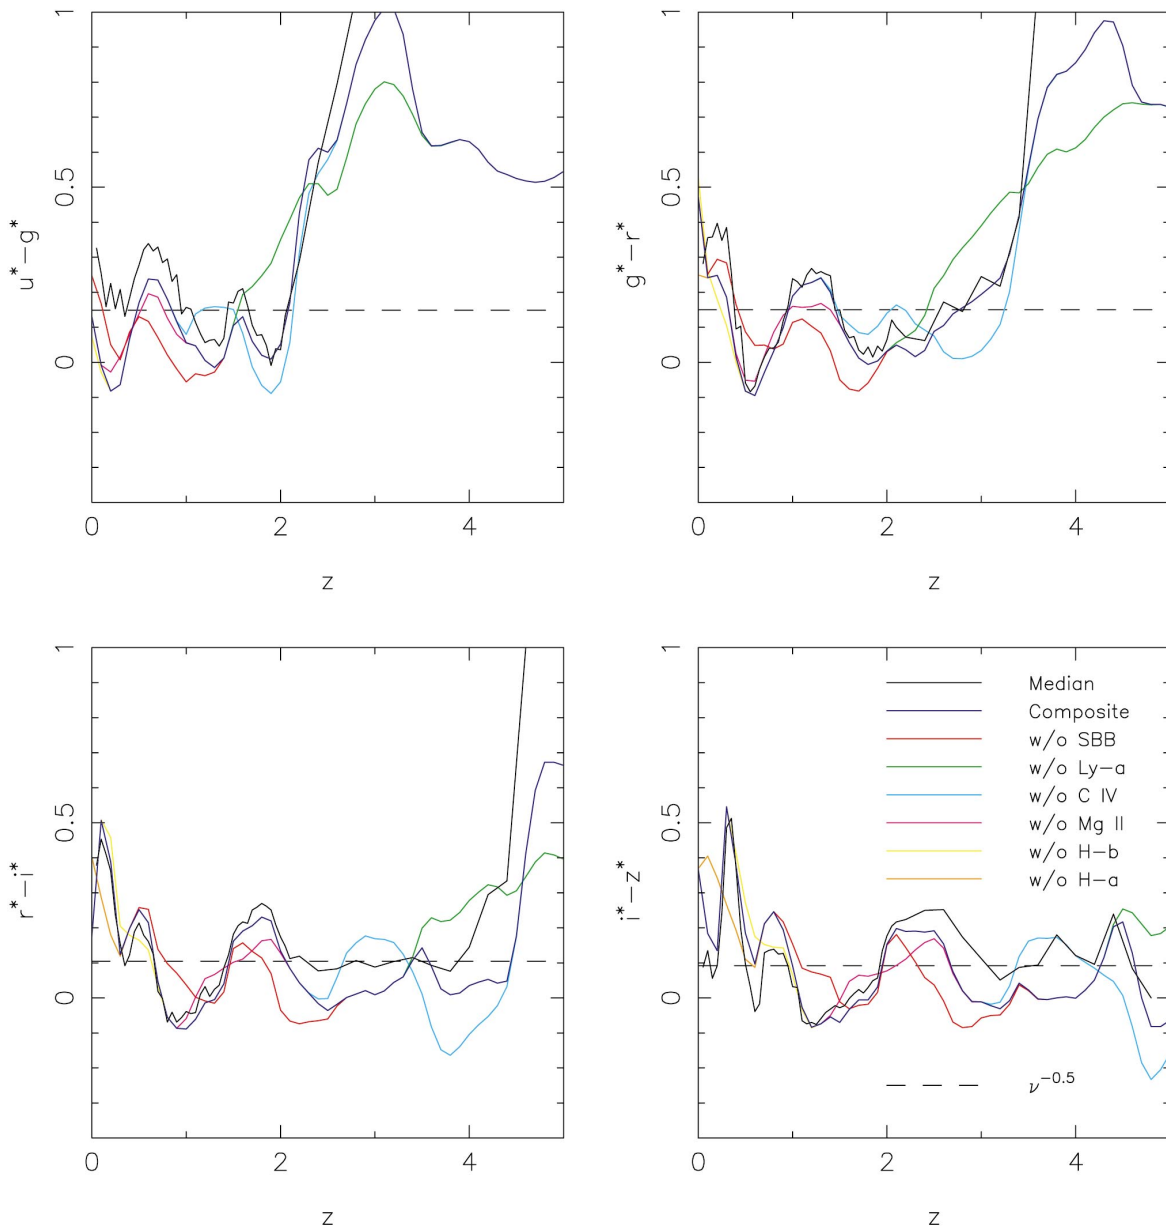 1
0.5
0
u*−g*
0 2 4
z
1
0.5
0
g*−r*
0 2 4
z
1
0.5
0
r*−i*
0 2 4
z
1
0.5
0
i*−z*
0 2 4
z
Median
Composite
w/o SBB
w/o Ly−a
w/o C IV
w/o Mg II
w/o H−b
w/o H−a
ν^−0.5